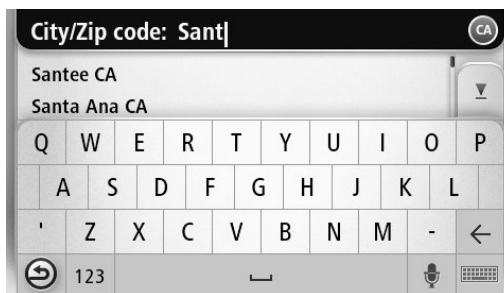 City/Zip code: Sant
CA
Santee CA
Santa Ana CA
Q W E R T Y U I O P
A S D F G H J K L
' Z X C V B N M -
123